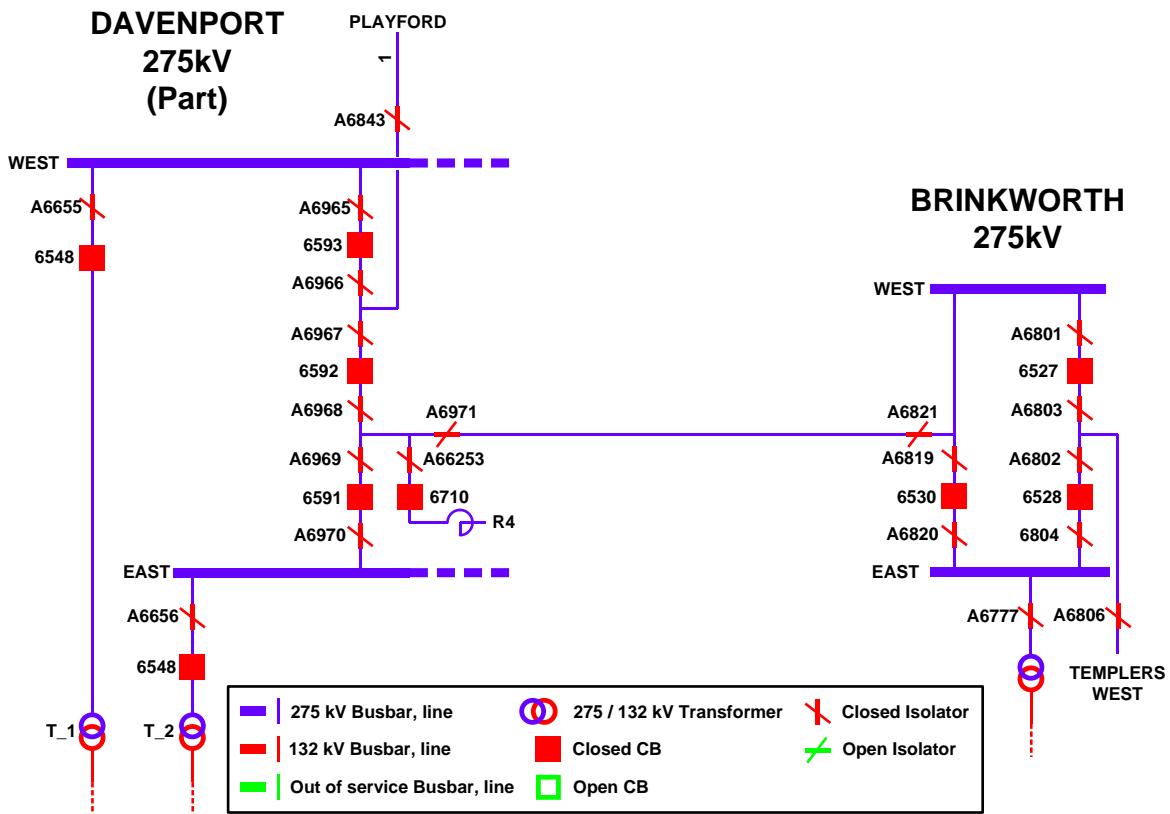 DAVENPORT
275kV
(Part)
PLAYFORD
1
A6843
WEST
A6655
6548
A6965
6593
A6966
A6967
6592
A6968
A6971
A6969
A66253
6591
6710
A6970
R4
EAST
A6656
6548
T_1
T_2
BRINKWORTH
275kV
WEST
A6801
6527
A6803
A6821
A6819
A6802
6530
6528
A6820
6804
EAST
A6777
A6806
TEMPLERS
WEST
275 kV Busbar, line
275 / 132 kV Transformer
Closed Isolator
132 kV Busbar, line
Closed CB
Open Isolator
Out of service Busbar, line
Open CB